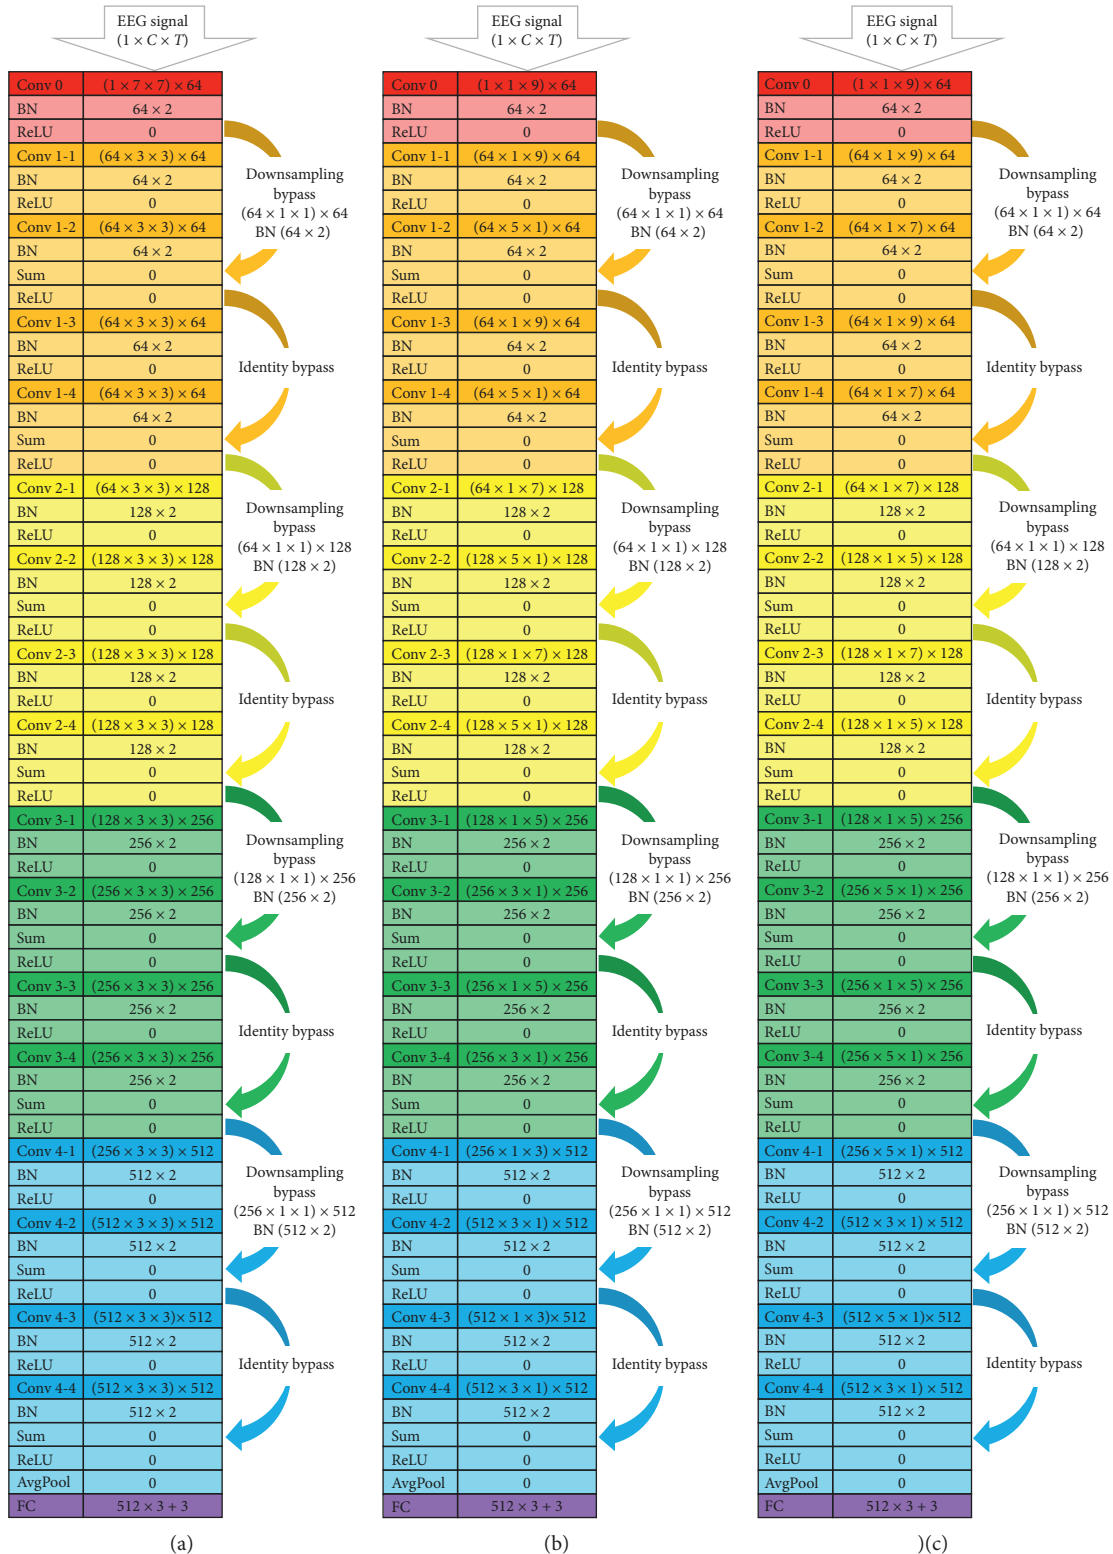 EEG signal
(1 × C × T)
Conv 0 (1 × 7 × 7) × 64
BN 64 × 2
ReLU 0
Conv 1-1 (64 × 3 × 3) × 64
BN 64 × 2
ReLU 0
Conv 1-2 (64 × 3 × 3) × 64
BN 64 × 2
Sum 0
ReLU 0
Conv 1-3 (64 × 3 × 3) × 64
BN 64 × 2
ReLU 0
Conv 1-4 (64 × 3 × 3) × 64
BN 64 × 2
Sum 0
ReLU 0
Conv 2-1 (64 × 3 × 3) × 128
BN 128 × 2
ReLU 0
Conv 2-2 (128 × 3 × 3) × 128
BN 128 × 2
Sum 0
ReLU 0
Conv 2-3 (128 × 3 × 3) × 128
BN 128 × 2
ReLU 0
Conv 2-4 (128 × 3 × 3) × 128
BN 128 × 2
Sum 0
ReLU 0
Conv 3-1 (128 × 3 × 3) × 256
BN 256 × 2
ReLU 0
Conv 3-2 (256 × 3 × 3) × 256
BN 256 × 2
Sum 0
ReLU 0
Conv 3-3 (256 × 3 × 3) × 256
BN 256 × 2
ReLU 0
Conv 3-4 (256 × 3 × 3) × 256
BN 256 × 2
Sum 0
ReLU 0
Conv 4-1 (256 × 3 × 3) × 512
BN 512 × 2
ReLU 0
Conv 4-2 (512 × 3 × 3) × 512
BN 512 × 2
Sum 0
ReLU 0
Conv 4-3 (512 × 3 × 3) × 512
BN 512 × 2
ReLU 0
Conv 4-4 (512 × 3 × 3) × 512
BN 512 × 2
Sum 0
ReLU 0
AvgPool 0
FC 512 × 3 + 3
Downsampling
bypass
(64 × 1 × 1) × 64
BN (64 × 2)
Identity bypass
Downsampling
bypass
(64 × 1 × 1) × 128
BN (128 × 2)
Identity bypass
Downsampling
bypass
(128 × 1 × 1) × 256
BN (256 × 2)
Identity bypass
Downsampling
bypass
(256 × 1 × 1) × 512
BN (512 × 2)
Identity bypass
(a)
EEG signal
(1 × C × T)
Conv 0 (1 × 1 × 9) × 64
BN 64 × 2
ReLU 0
Conv 1-1 (64 × 1 × 9) × 64
BN 64 × 2
ReLU 0
Conv 1-2 (64 × 5 × 1) × 64
BN 64 × 2
Sum 0
ReLU 0
Conv 1-3 (64 × 1 × 9) × 64
BN 64 × 2
ReLU 0
Conv 1-4 (64 × 5 × 1) × 64
BN 64 × 2
Sum 0
ReLU 0
Conv 2-1 (64 × 1 × 7) × 128
BN 128 × 2
ReLU 0
Conv 2-2 (128 × 5 × 1) × 128
BN 128 × 2
Sum 0
ReLU 0
Conv 2-3 (128 × 1 × 7) × 128
BN 128 × 2
ReLU 0
Conv 2-4 (128 × 5 × 1) × 128
BN 128 × 2
Sum 0
ReLU 0
Conv 3-1 (128 × 1 × 5) × 256
BN 256 × 2
ReLU 0
Conv 3-2 (256 × 3 × 1) × 256
BN 256 × 2
Sum 0
ReLU 0
Conv 3-3 (256 × 1 × 5) × 256
BN 256 × 2
ReLU 0
Conv 3-4 (256 × 3 × 1) × 256
BN 256 × 2
Sum 0
ReLU 0
Conv 4-1 (256 × 1 × 3) × 512
BN 512 × 2
ReLU 0
Conv 4-2 (512 × 3 × 1) × 512
BN 512 × 2
Sum 0
ReLU 0
Conv 4-3 (512 × 1 × 3) × 512
BN 512 × 2
ReLU 0
Conv 4-4 (512 × 3 × 1) × 512
BN 512 × 2
Sum 0
ReLU 0
AvgPool 0
FC 512 × 3 + 3
Downsampling
bypass
(64 × 1 × 1) × 64
BN (64 × 2)
Identity bypass
Downsampling
bypass
(64 × 1 × 1) × 128
BN (128 × 2)
Identity bypass
Downsampling
bypass
(128 × 1 × 1) × 256
BN (256 × 2)
Identity bypass
Downsampling
bypass
(256 × 1 × 1) × 512
BN (512 × 2)
Identity bypass
(b)
EEG signal
(1 × C × T)
Conv 0 (1 × 1 × 9) × 64
BN 64 × 2
ReLU 0
Conv 1-1 (64 × 1 × 9) × 64
BN 64 × 2
ReLU 0
Conv 1-2 (64 × 1 × 7) × 64
BN 64 × 2
Sum 0
ReLU 0
Conv 1-3 (64 × 1 × 9) × 64
BN 64 × 2
ReLU 0
Conv 1-4 (64 × 1 × 7) × 64
BN 64 × 2
Sum 0
ReLU 0
Conv 2-1 (64 × 1 × 7) × 128
BN 128 × 2
ReLU 0
Conv 2-2 (128 × 1 × 5) × 128
BN 128 × 2
Sum 0
ReLU 0
Conv 2-3 (128 × 1 × 7) × 128
BN 128 × 2
ReLU 0
Conv 2-4 (128 × 1 × 5) × 128
BN 128 × 2
Sum 0
ReLU 0
Conv 3-1 (128 × 1 × 5) × 256
BN 256 × 2
ReLU 0
Conv 3-2 (256 × 5 × 1) × 256
BN 256 × 2
Sum 0
ReLU 0
Conv 3-3 (256 × 1 × 5) × 256
BN 256 × 2
ReLU 0
Conv 3-4 (256 × 5 × 1) × 256
BN 256 × 2
Sum 0
ReLU 0
Conv 4-1 (256 × 5 × 1) × 512
BN 512 × 2
ReLU 0
Conv 4-2 (512 × 3 × 1) × 512
BN 512 × 2
Sum 0
ReLU 0
Conv 4-3 (512 × 5 × 1) × 512
BN 512 × 2
ReLU 0
Conv 4-4 (512 × 3 × 1) × 512
BN 512 × 2
Sum 0
ReLU 0
AvgPool 0
FC 512 × 3 + 3
Downsampling
bypass
(64 × 1 × 1) × 64
BN (64 × 2)
Identity bypass
Downsampling
bypass
(64 × 1 × 1) × 128
BN (128 × 2)
Identity bypass
Downsampling
bypass
(128 × 1 × 1) × 256
BN (256 × 2)
Identity bypass
Downsampling
bypass
(256 × 1 × 1) × 512
BN (512 × 2)
Identity bypass
)(c)